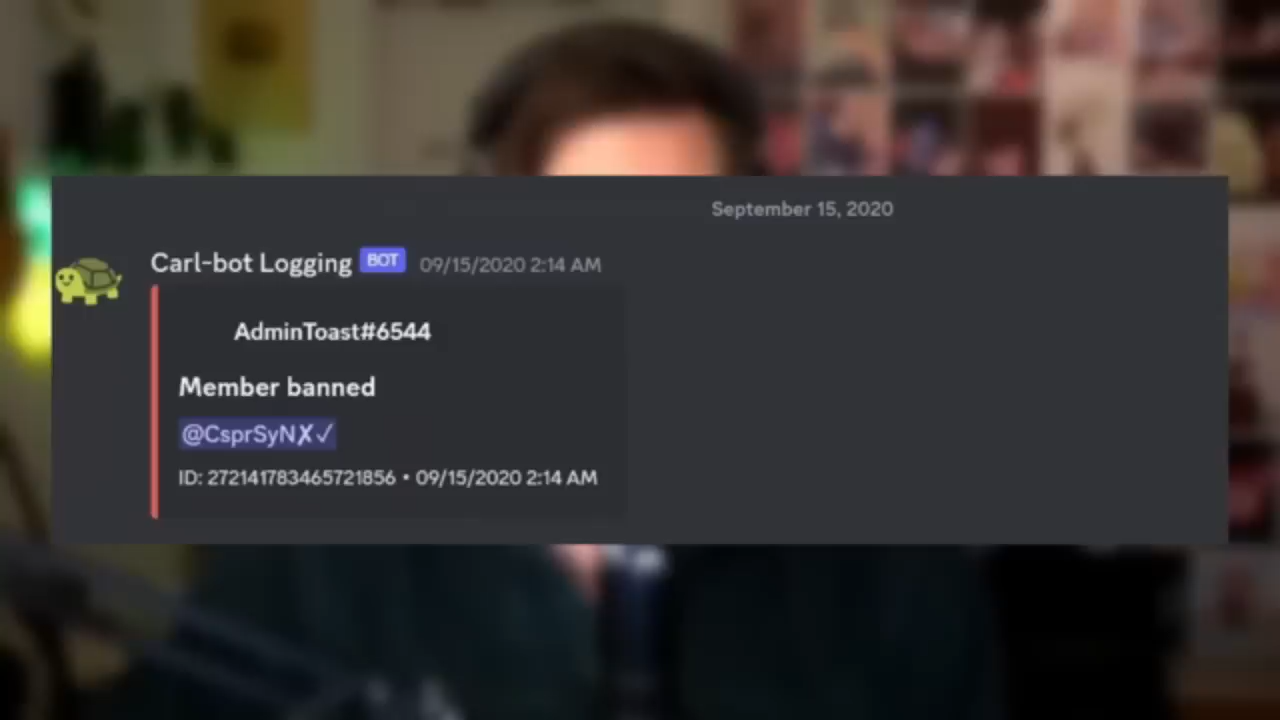 September 15, 2020
Carl-bot Logging BOT 09/15/2020 2:14 AM
AdminToast#6544
Member banned
@CsprSyN✗✓
ID: 272141783465721856 • 09/15/2020 2:14 AM